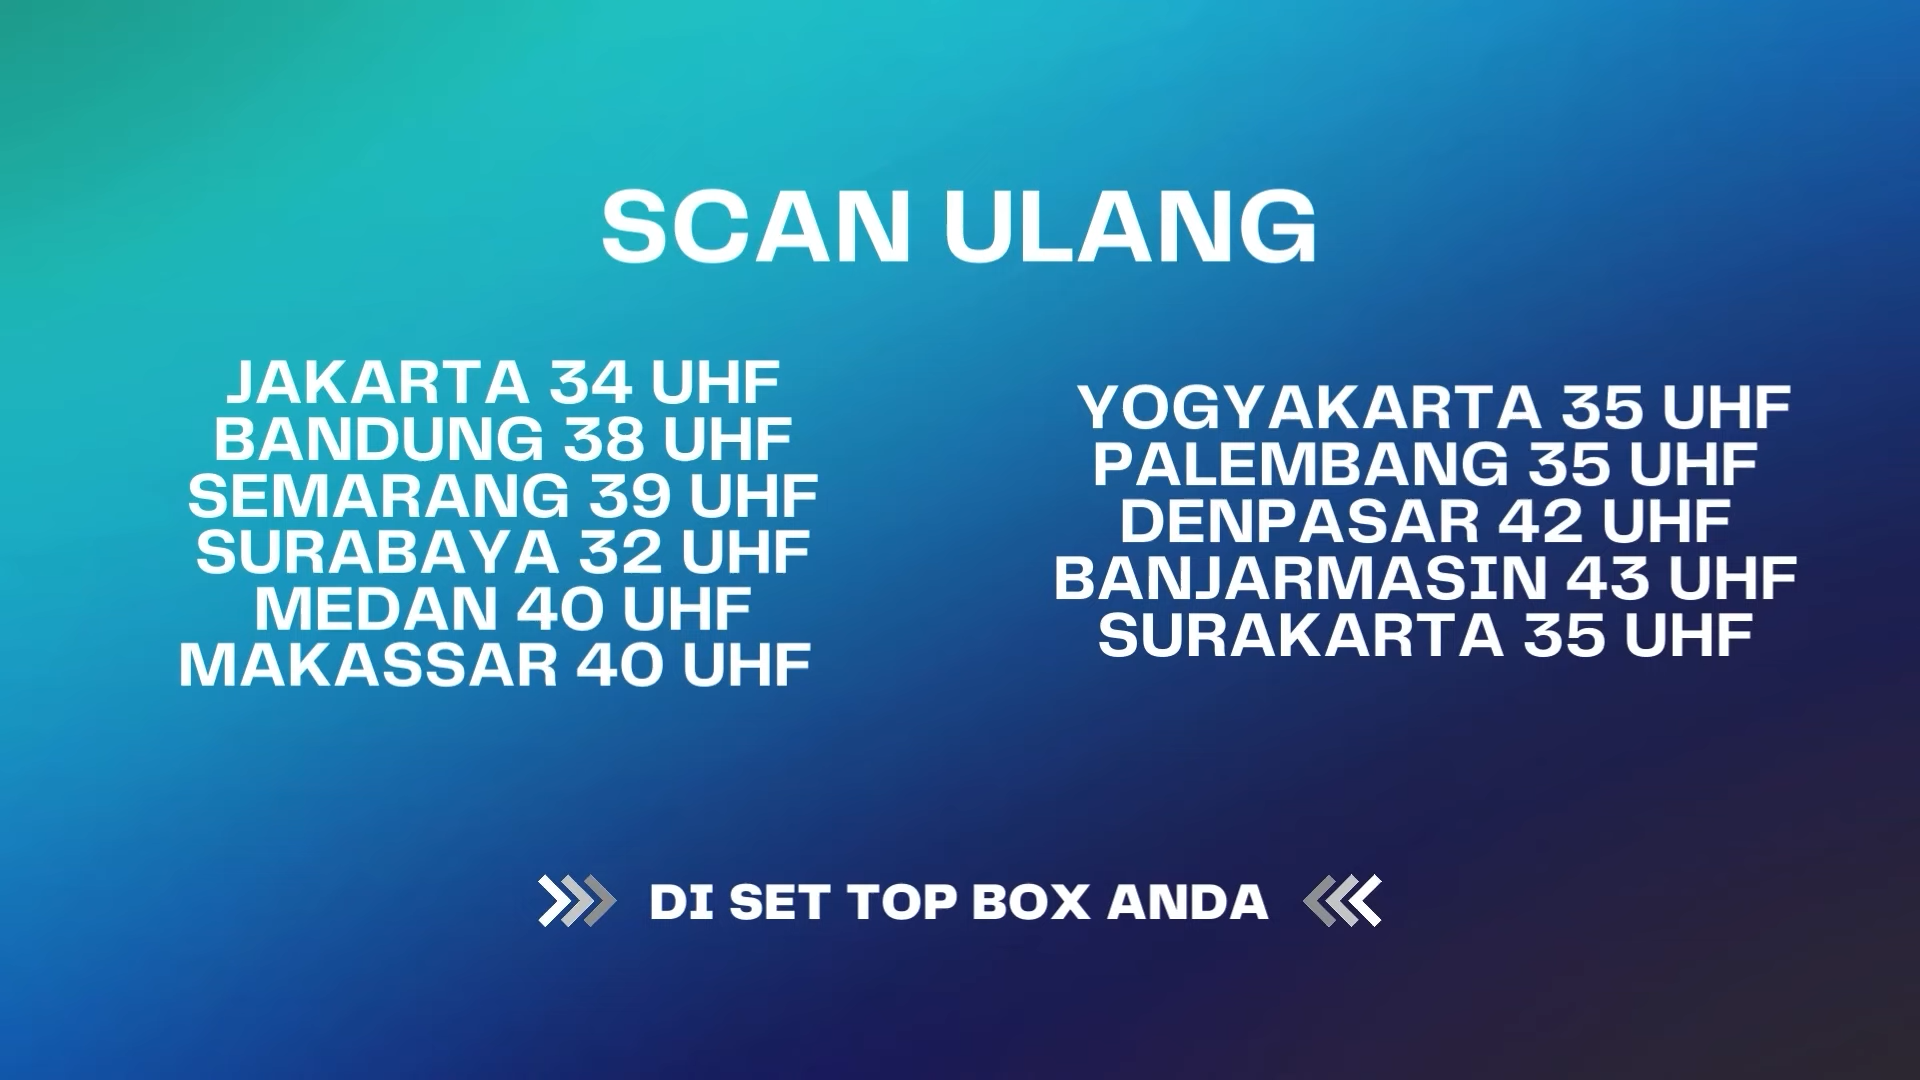 SCAN ULANG
JAKARTA 34 UHF
BANDUNG 38 UHF
SEMARANG 39 UHF
SURABAYA 32 UHF
MEDAN 40 UHF
MAKASSAR 40 UHF
YOGYAKARTA 35 UHF
PALEMBANG 35 UHF
DENPASAR 42 UHF
BANJARMASIN 43 UHF
SURAKARTA 35 UHF
DI SET TOP BOX ANDA